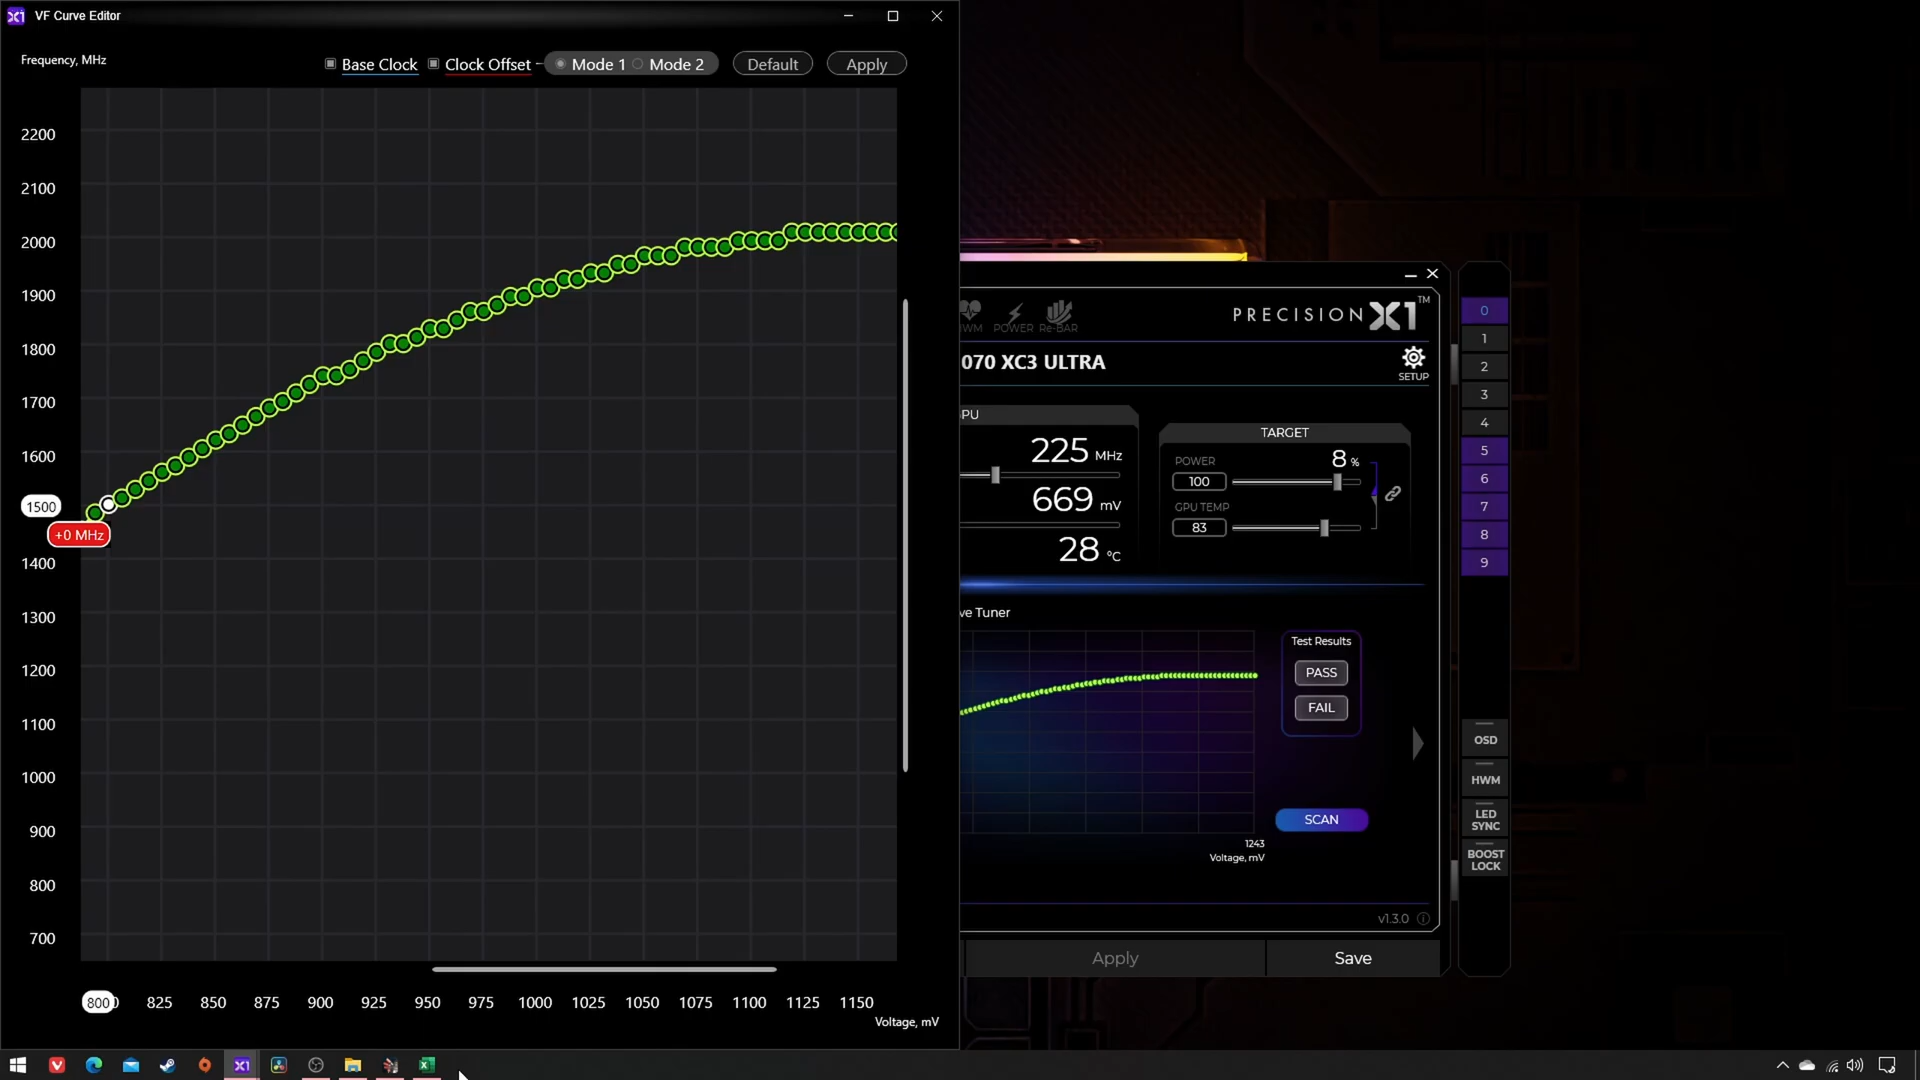 VF Curve Editor
Frequency, MHz
Base Clock
Clock Offset
Mode 1
Mode 2
Default
Apply
2200
2100
2000
1900
1800
1700
1600
1500
+0 MHz
1400
1300
1200
1100
1000
900
800
700
800 825 850 875 900 925 950 975 1000 1025 1050 1075 1100 1125 1150
Voltage, mV
POWER Re-BAR
PRECISION X1 ™
070 XC3 ULTRA
SETUP
225 MHz
669 mV
28 °C
TARGET
POWER 8 %
100
GPU TEMP
83
ve Tuner
Test Results
PASS
FAIL
SCAN
1243
Voltage, mV
v1.3.0
Apply
Save
0
1
2
3
4
5
6
7
8
9
OSD
HWM
LED
SYNC
BOOST
LOCK
X1